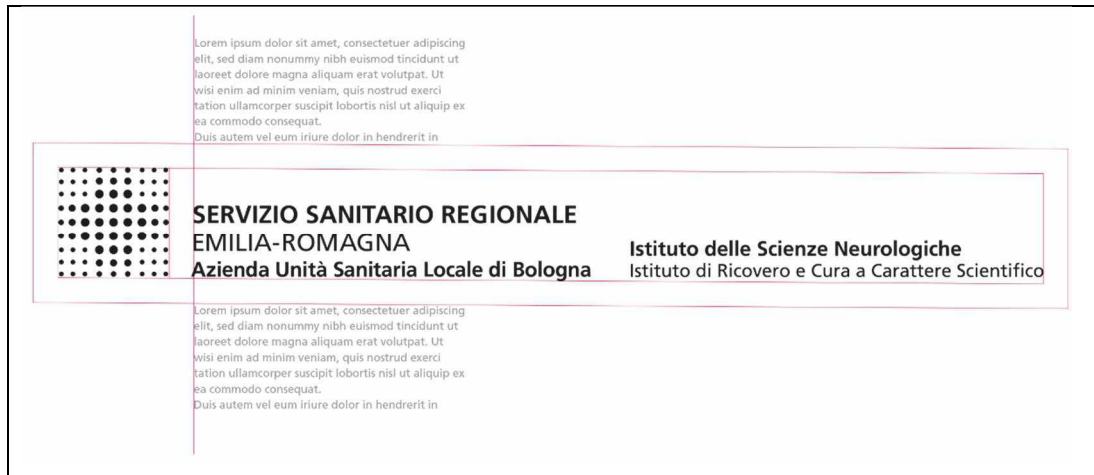 Lorem ipsum dolor sit amet, consectetuer adipiscing
elit, sed diam nonummy nibh euismod tincidunt ut
laoreet dolore magna aliquam erat volutpat. Ut
wisi enim ad minim veniam, quis nostrud exerci
tation ullamcorper suscipit lobortis nisl ut aliquip ex
ea commodo consequat.
Duis autem vel eum iriure dolor in hendrerit in
SERVIZIO SANITARIO REGIONALE
EMILIA-ROMAGNA
Azienda Unità Sanitaria Locale di Bologna
Istituto delle Scienze Neurologiche
Istituto di Ricovero e Cura a Carattere Scientifico
Lorem ipsum dolor sit amet, consectetuer adipiscing
elit, sed diam nonummy nibh euismod tincidunt ut
laoreet dolore magna aliquam erat volutpat. Ut
wisi enim ad minim veniam, quis nostrud exerci
tation ullamcorper suscipit lobortis nisl ut aliquip ex
ea commodo consequat.
Duis autem vel eum iriure dolor in hendrerit in